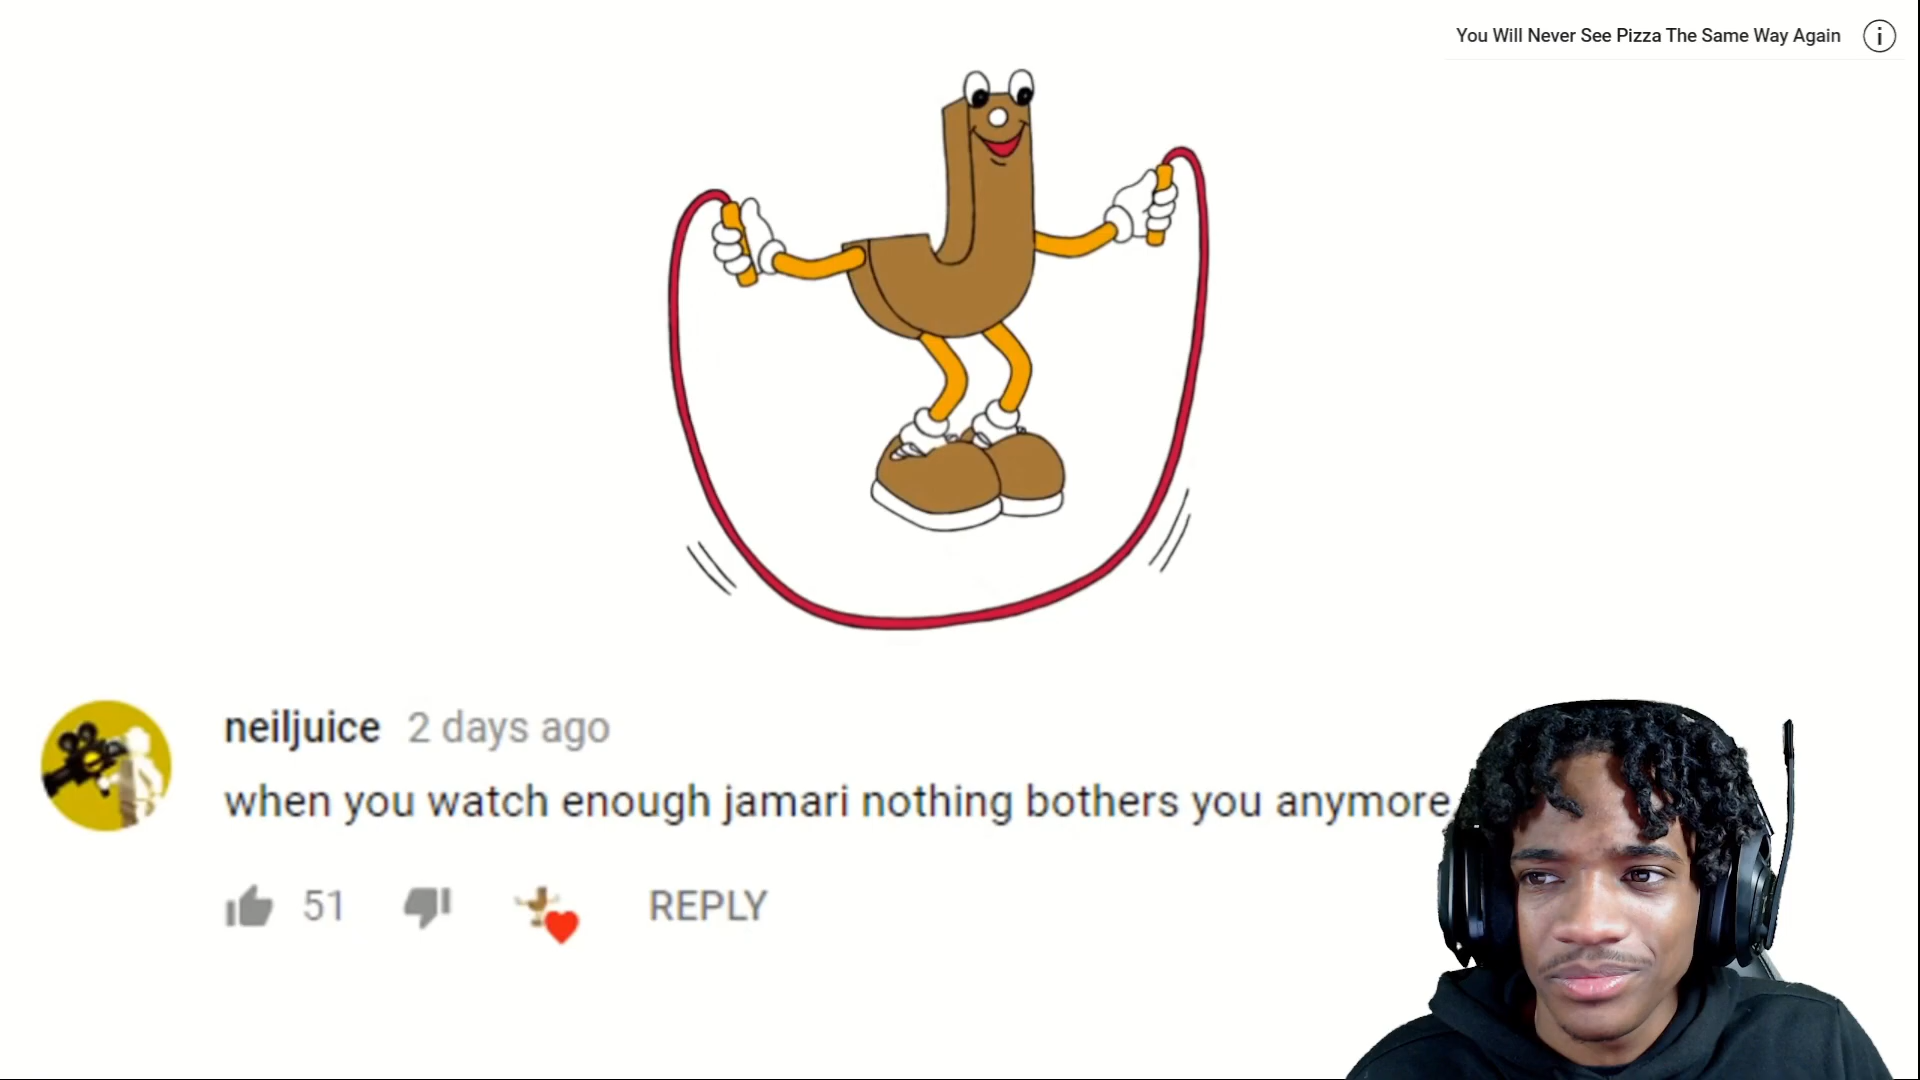 You Will Never See Pizza The Same Way Again
i
neiljuice 2 days ago
when you watch enough jamari nothing bothers you anymore
51 REPLY